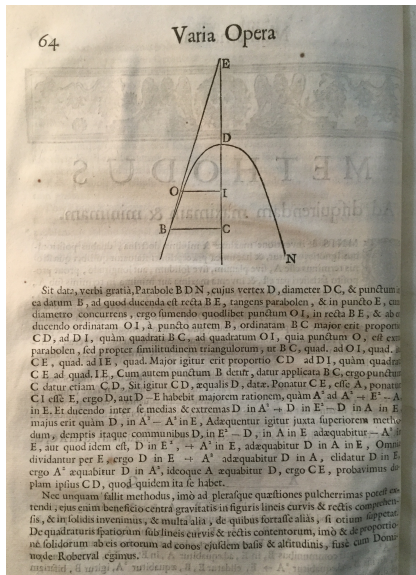 64
Varia Opera
E
D
O
I
B
C
N
Sit data, verbi gratiâ, Parabole BDN, cujus vertex D, diameter DC, & punctum
ea datum B, ad quod ducenda est recta BE, tangens parabolen, & in puncto E, cum
diametro concurrens, ergo sumendo quodlibet punctum OI, in recta BE, & ab eo
ducendo ordinatam OI, à puncto autem B, ordinatam BC major erit proportio
CD, ad DI, quàm quadrati BC, ad quadratum OI, quia punctum O, est extra
parabolen, sed propter similitudinem triangulorum, ut BC, quad. ad OI, quad. ita
CE, quad. ad IE, quad. Major igitur erit proportio CD ad DI, quàm quadrati
CE ad quad. IE, Cum autem punctum B detur, datur applicata BC, ergo punctum
C datur etiam CD, Sit igitur CD, æqualis D, datæ. Ponatur CE, esse A, ponatur
CI esse E, ergo D, aut D - E habebit majorem rationem, quàm A² ad A² + E² - A
in E. Et ducendo inter se medias & extremas D in A² + D in E² - D in A in E
majus erit quàm D, in A² - A² in E, Adæquentur igitur juxta superiorem metho-
dum, demptis itaque communibus D, in E² - D, in A in E adæquabitur - A² in
E, aut quod idem est, D in E² + A² in E, adæquabitur D in A in E, Omnia
dividantur per E, ergo D in E + A² adæquabitur D in A, elidatur D in E,
ergo A² æquabitur D in A², ideoque A æquabitur D, ergo CE, probavimus du-
plam ipsius CD, quod quidem ita se habet.
Nec unquam fallit methodus, imò ad plerasque quæstiones pulcherrimas potest ex-
tendi, ejus enim beneficio centra gravitatis in figuris lineis curvis & rectis comprehen-
sis, & in solidis invenimus, & multa alia, de quibus fortasse aliàs, si otium suppetat.
De quadraturis spatiorum sub lineis curvis & rectis contentorum, imò & de proportio-
ne solidorum ab eis ortorum ad conos ejusdem basis & altitudinis, fusè cum Domi-
no de Roberval egimus.